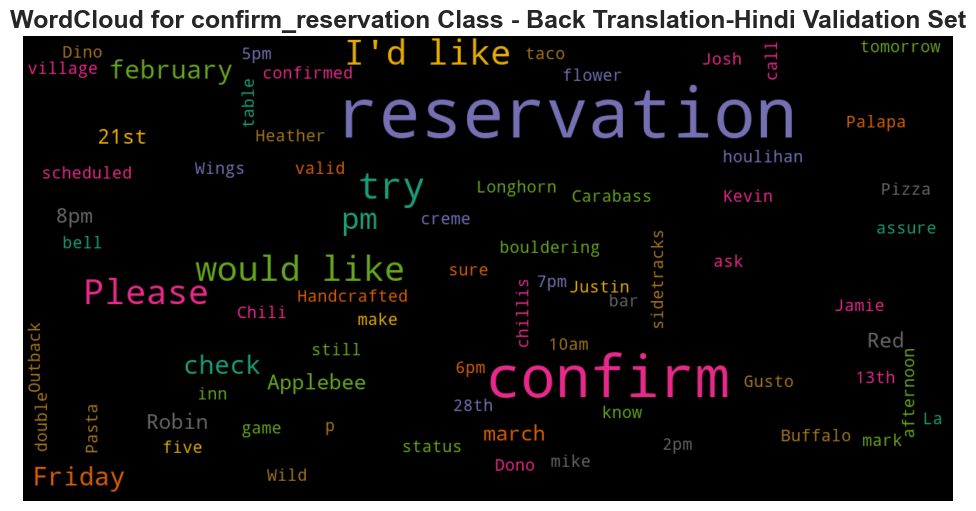 WordCloud for confirm_reservation Class - Back Translation-Hindi Validation Set
Dino
5pm
I'd like
taco
Josh
call
tomorrow
village
february
confirmed
flower
table
reservation
21st
Heather
Palapa
houlihan
scheduled
Wings
valid
try
Longhorn
Carabass
Kevin
Pizza
8pm
pm
creme
assure
bell
bouldering
sidetracks
would like
sure
ask
Please
Handcrafted
7pm
Justin
bar
Chili
make
chillis
Jamie
Outback
still
10am
Red
check
6pm
confirm
13th
inn
Applebee
Gusto
afternoon
double
Pasta
Robin
game
p
28th
know
La
five
march
status
2pm
Buffalo
mark
Friday
Wild
Dono
mike